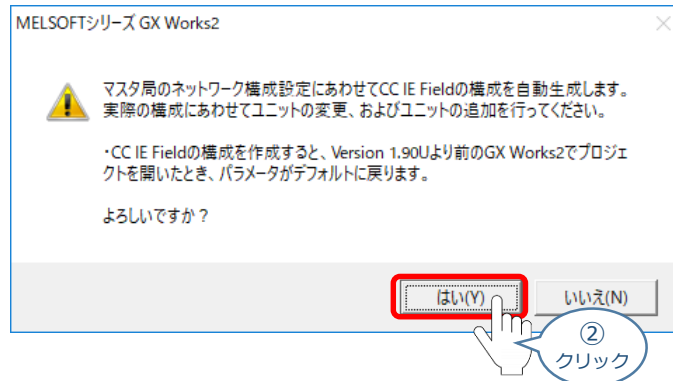 MELSOFTシリーズ GX Works2
マスタ局のネットワーク構成設定にあわせてCC IE Fieldの構成を自動生成します。
実際の構成にあわせてユニットの変更、およびユニットの追加を行ってください。
・CC IE Fieldの構成を作成すると、Version 1.90Uより前のGX Works2でプロジェ
クトを開いたとき、パラメータがデフォルトに戻ります。
よろしいですか？
はい(Y)
いいえ(N)
②
クリック